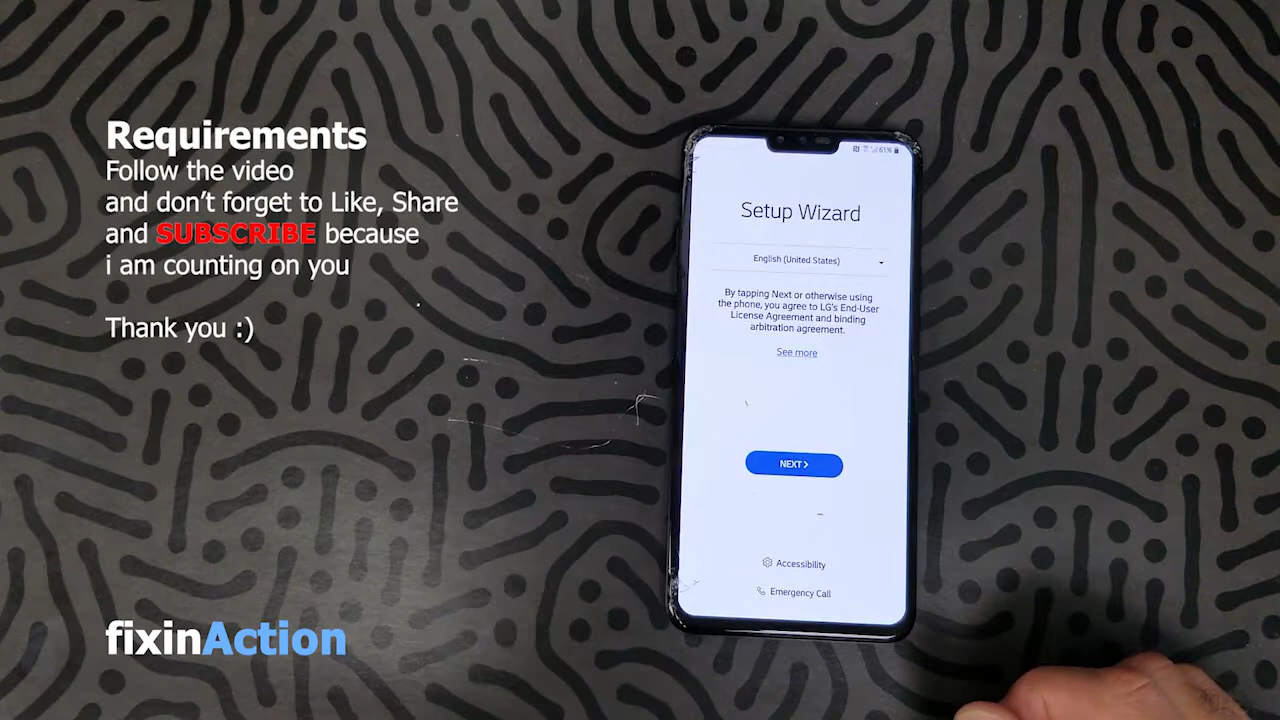 Requirements
Follow the video
and don't forget to Like, Share
and SUBSCRIBE because
i am counting on you
Thank you :)
fixinAction
61%
Setup Wizard
English (United States)
By tapping Next or otherwise using
the phone, you agree to LG's End-User
License Agreement and binding
arbitration agreement.
See more
NEXT >
Accessibility
Emergency Call